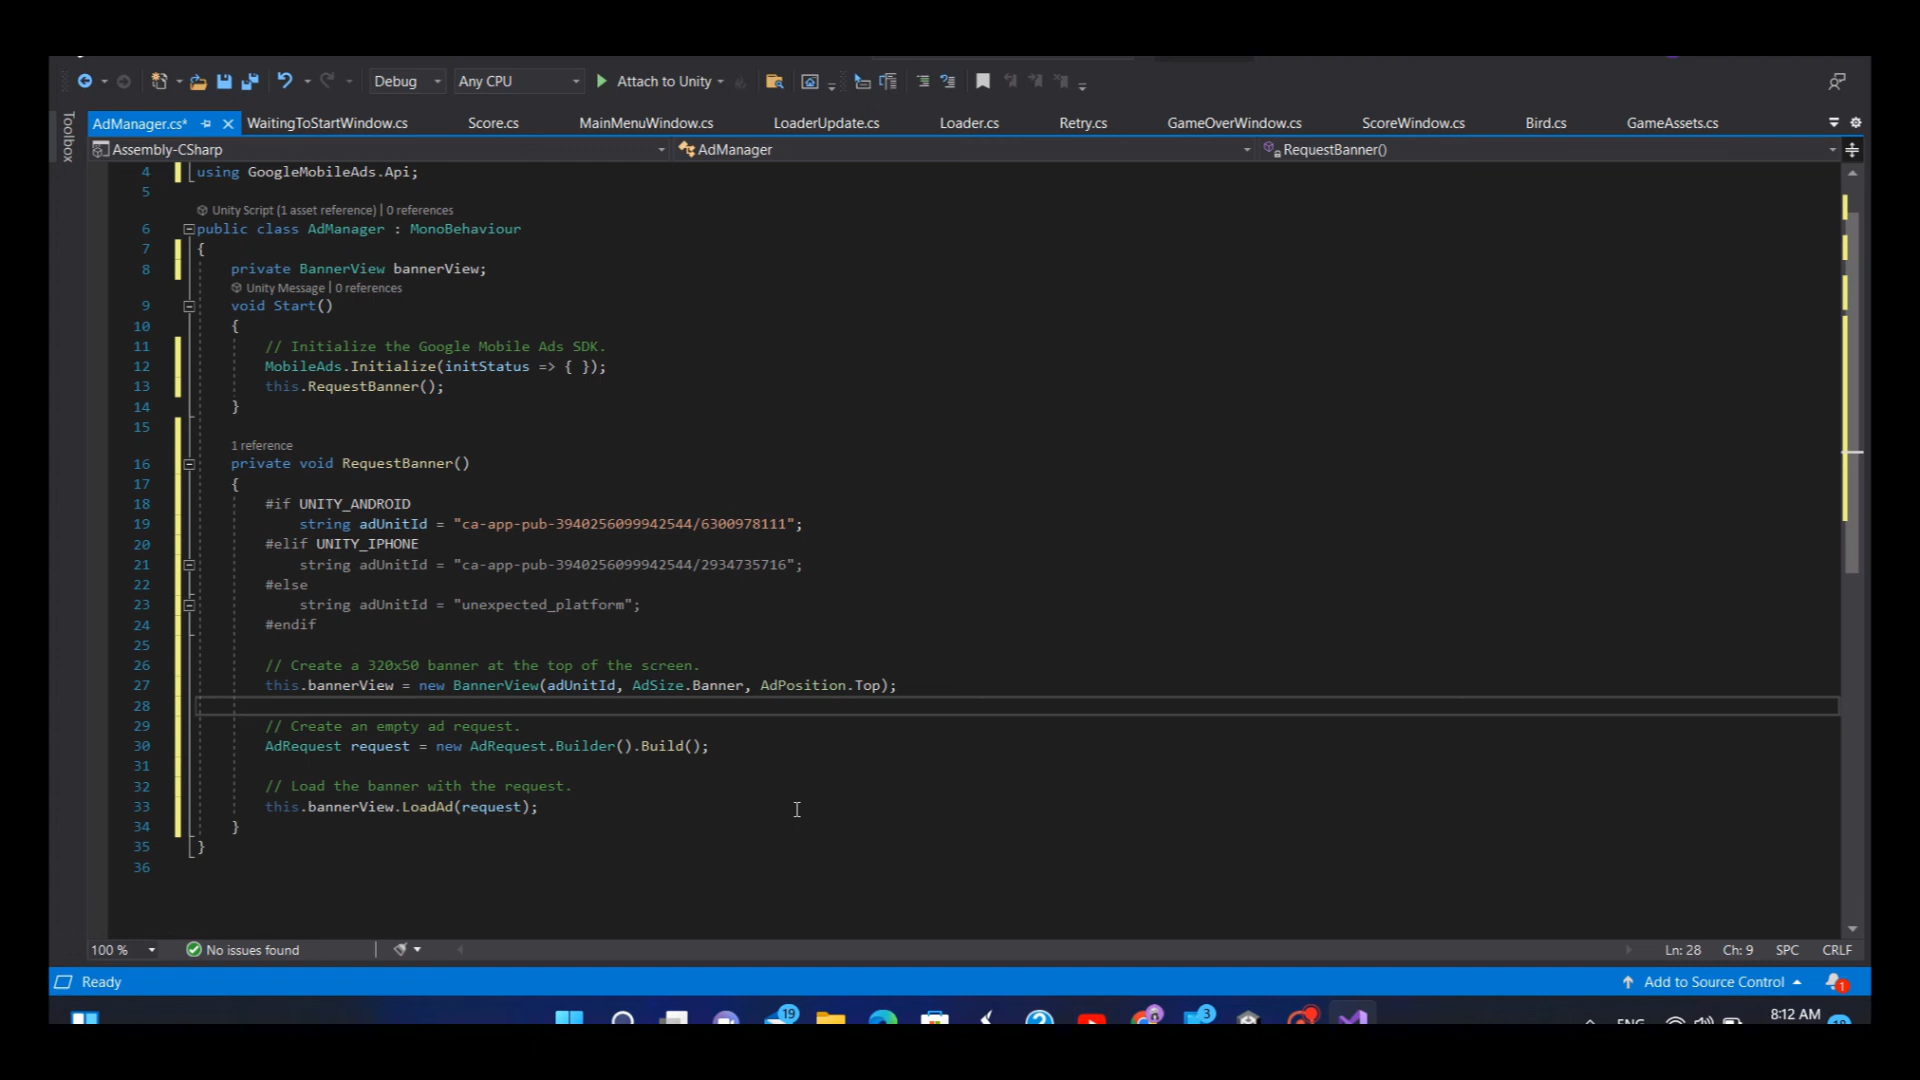 Debug Any CPU Attach to Unity
Toolbox
AdManager.cs* WaitingToStartWindow.cs Score.cs MainMenuWindow.cs LoaderUpdate.cs Loader.cs Retry.cs GameOverWindow.cs ScoreWindow.cs Bird.cs GameAssets.cs
Assembly-CSharp AdManager RequestBanner()
4 using GoogleMobileAds.Api;
5
Unity Script (1 asset reference) | 0 references
6 public class AdManager : MonoBehaviour
7 {
8 private BannerView bannerView;
Unity Message | 0 references
9 void Start()
10 {
11 // Initialize the Google Mobile Ads SDK.
12 MobileAds.Initialize(initStatus => { });
13 this.RequestBanner();
14 }
15
1 reference
16 private void RequestBanner()
17 {
18 #if UNITY_ANDROID
19 string adUnitId = "ca-app-pub-3940256099942544/6300978111";
20 #elif UNITY_IPHONE
21 string adUnitId = "ca-app-pub-3940256099942544/2934735716";
22 #else
23 string adUnitId = "unexpected_platform";
24 #endif
25
26 // Create a 320x50 banner at the top of the screen.
27 this.bannerView = new BannerView(adUnitId, AdSize.Banner, AdPosition.Top);
28
29 // Create an empty ad request.
30 AdRequest request = new AdRequest.Builder().Build();
31
32 // Load the banner with the request.
33 this.bannerView.LoadAd(request);
34 }
35 }
36
100 % No issues found Ln: 28 Ch: 9 SPC CRLF
Ready Add to Source Control 1
19 3 ENG 8:12 AM